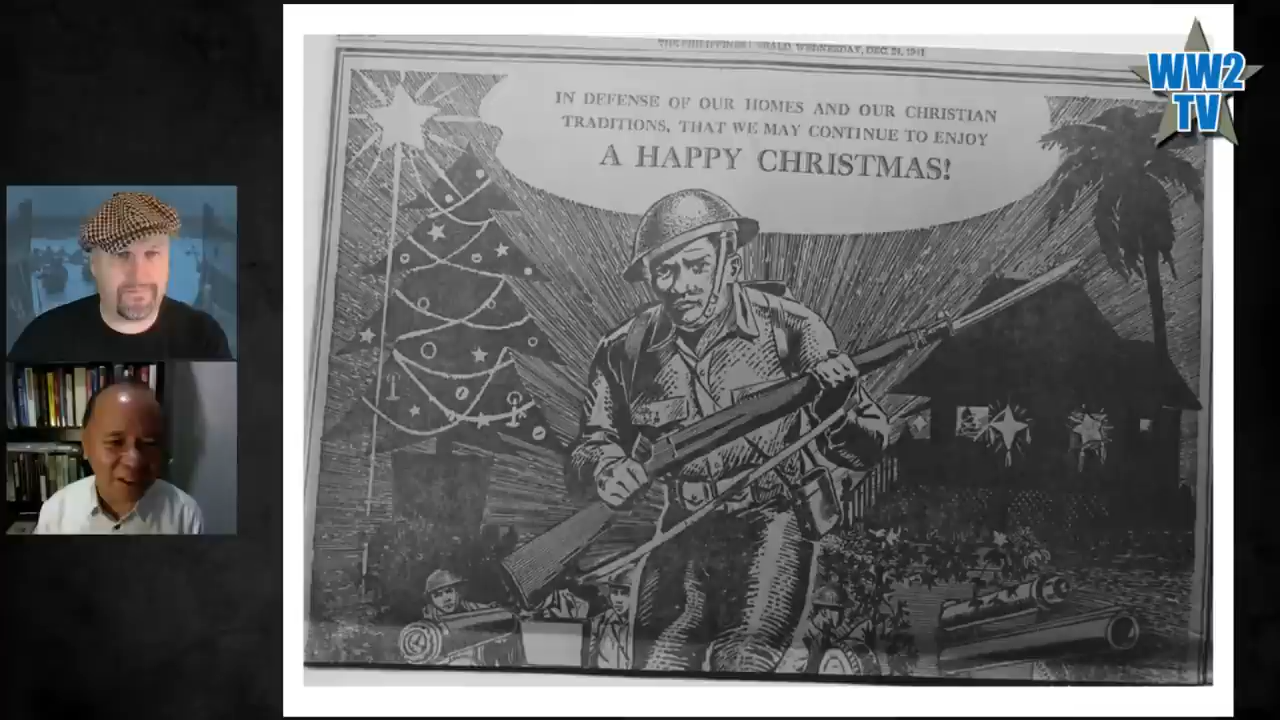 THE PHILIPPINES HERALD, WEDNESDAY, DEC. 24, 1941
IN DEFENSE OF OUR HOMES AND OUR CHRISTIAN
TRADITIONS, THAT WE MAY CONTINUE TO ENJOY
A HAPPY CHRISTMAS!
WW2
TV